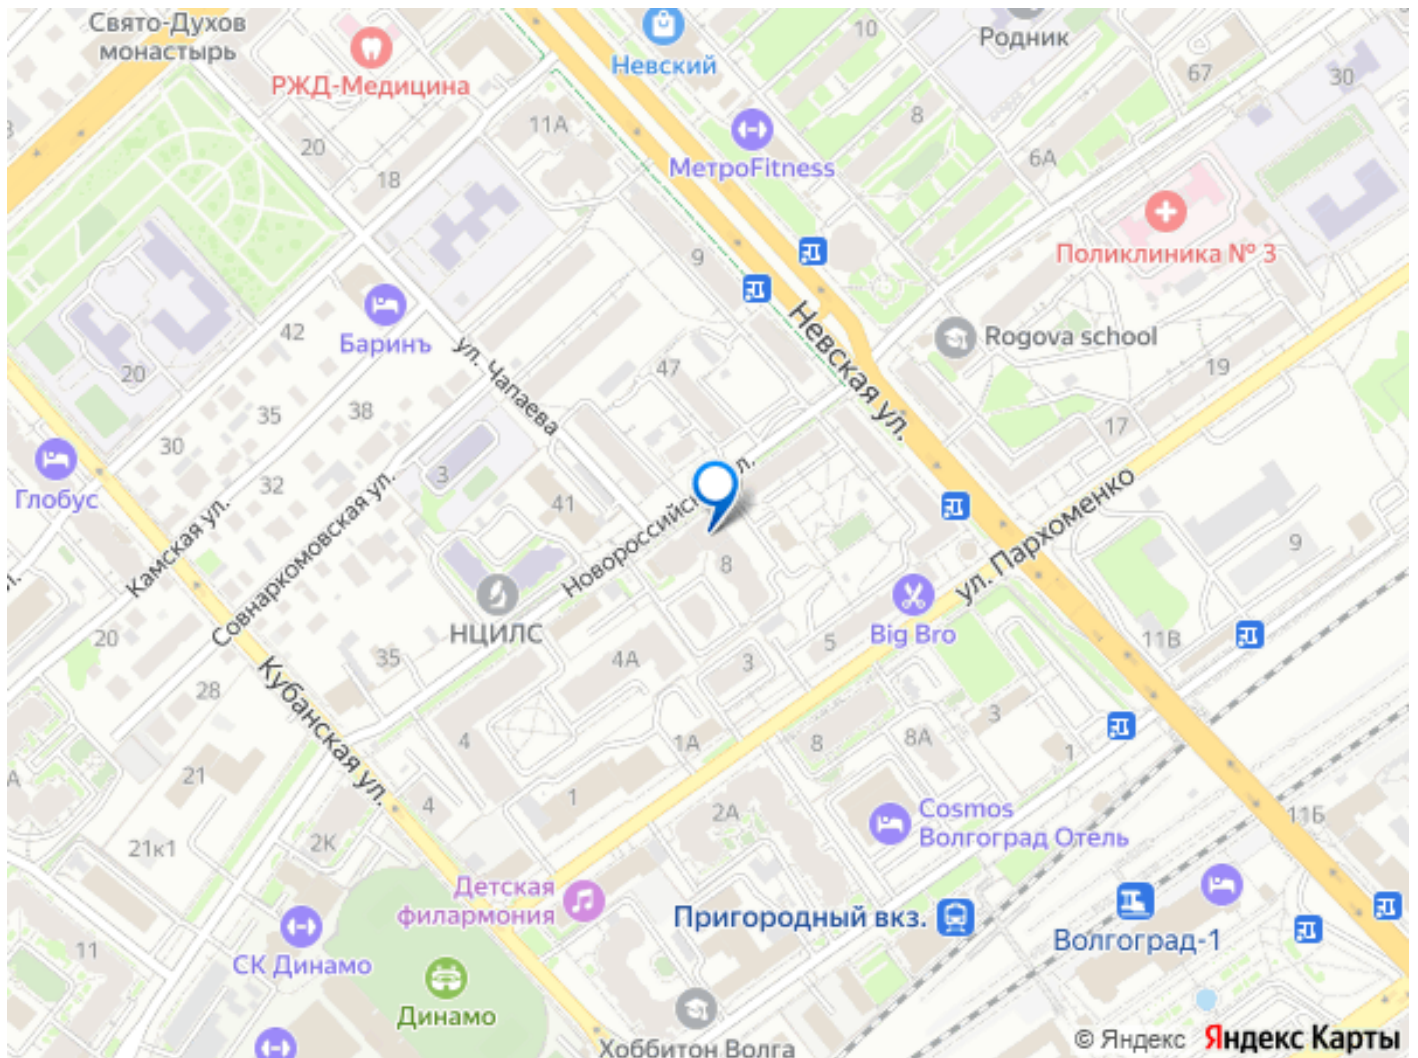 Свято-Духов
монастырь
РЖД-Медицина
Невский
10
Родник
67
30
11А
20
18
8
6А
МетроFitness
Поликлиника № 3
9
Баринъ
42
20
ул. Чапаева
47
Невская ул.
Rogova school
19
17
35
38
30
32
3
41
Глобус
Камская ул.
Совнаркомовская ул.
Новороссийск
л.
8
ул. Пархоменко
9
НЦИЛС
Big Bro
11В
20
35
28
4А
3
5
Кубанская ул.
4
1А
8
8А
3
1
21
1
4
2А
2К
21к1
Cosmos
Волгоград Отель
11Б
Детская
филармония
Пригородный вкз.
Волгоград-1
11
СК Динамо
Динамо
Хоббитон Волга
© Яндекс Яндекс Карты